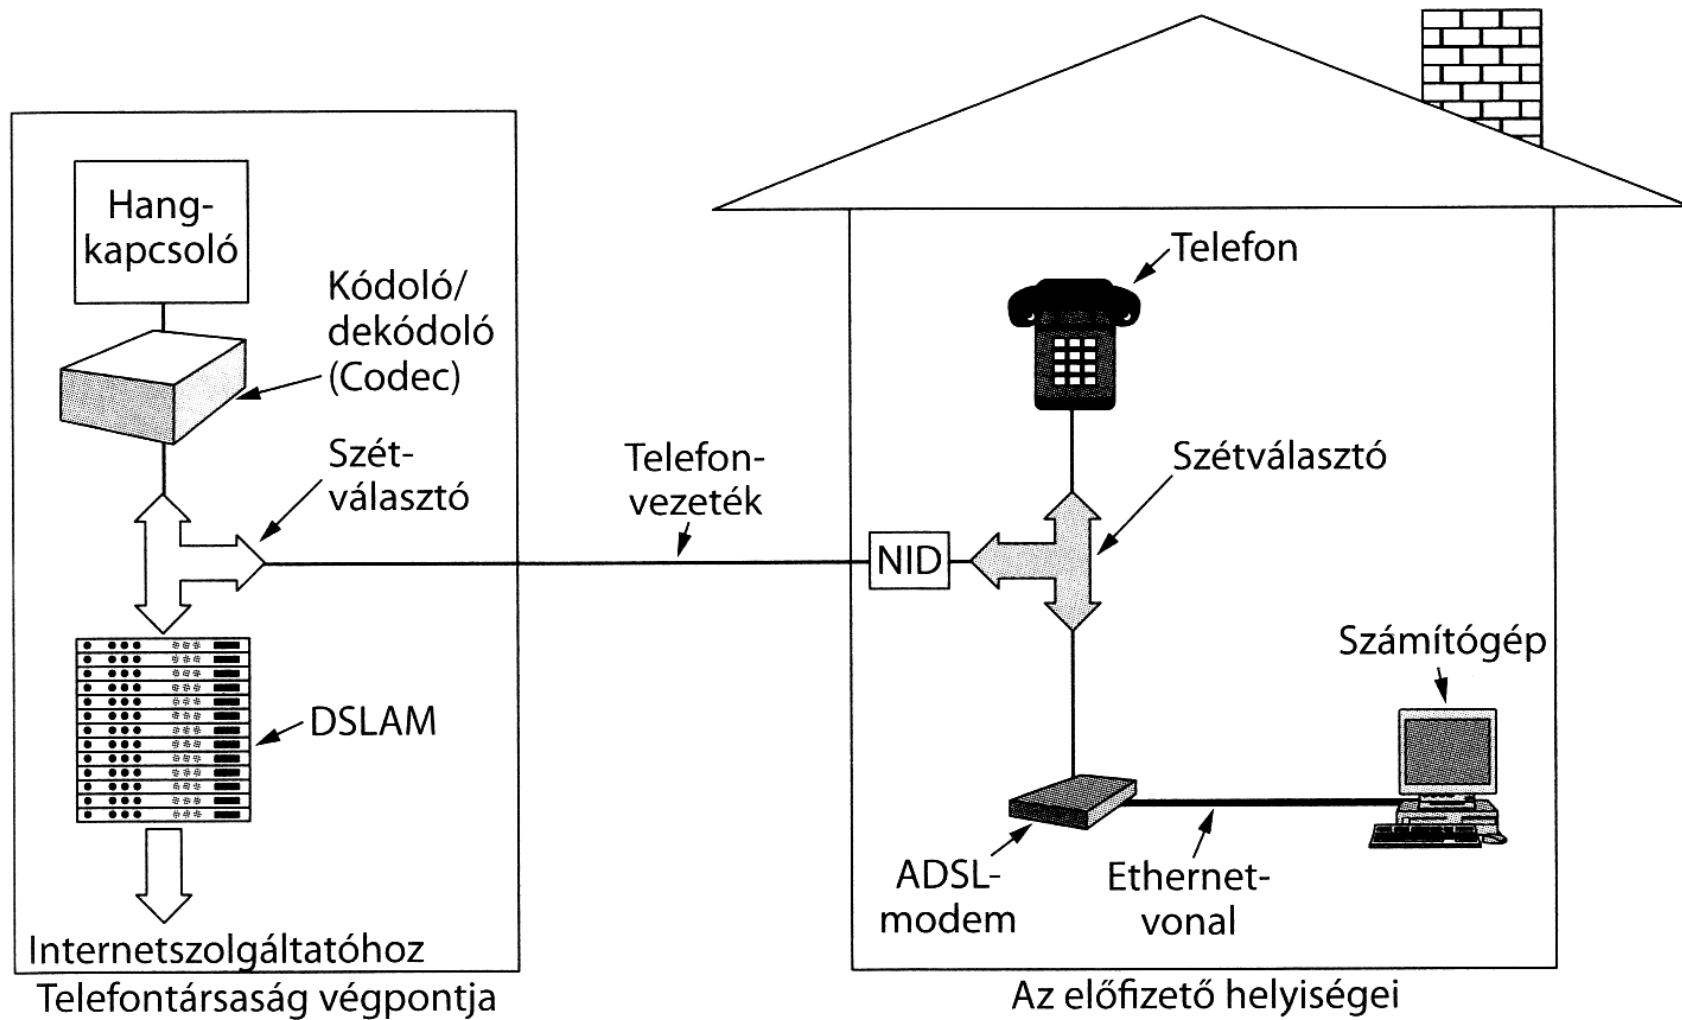 Hang-
kapcsoló
Kódoló/
dekódoló
(Codec)
Szét-
választó
DSLAM
Internetszolgáltatóhoz
Telefontársaság végpontja
Telefon-
vezeték
NID
Telefon
Szétválasztó
Számítógép
ADSL-
modem
Ethernet-
vonal
Az előfizető helyiségei